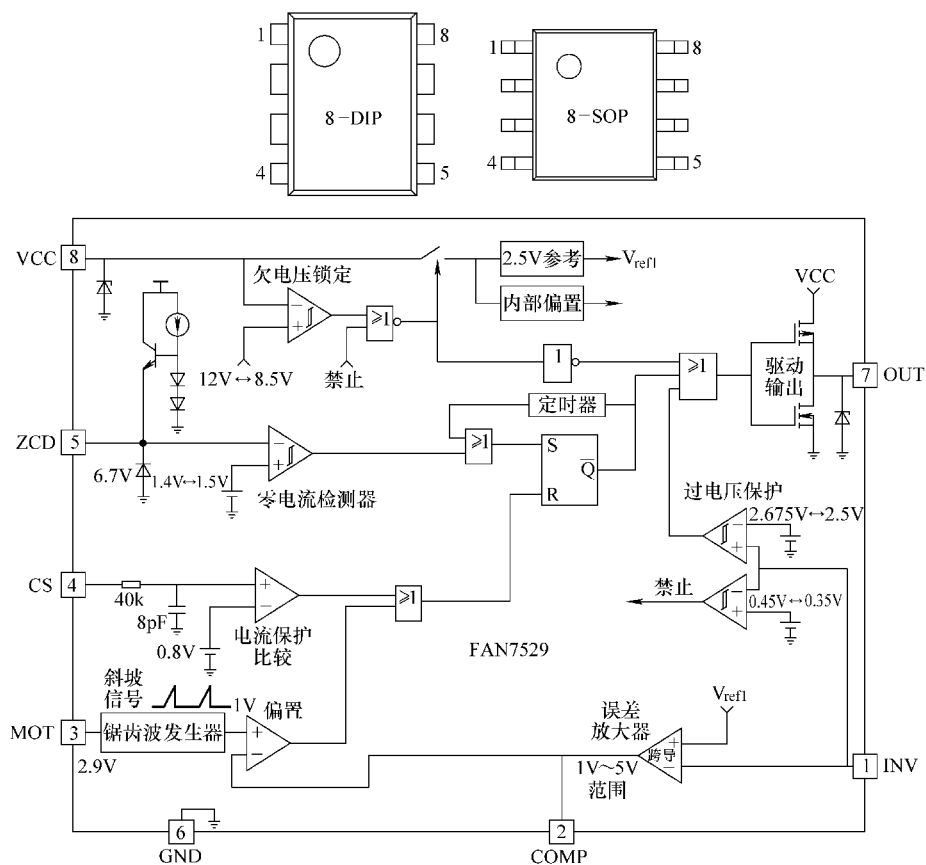 1
8
8-DIP
4
5
1
8
8-SOP
4
5
VCC
8
欠电压锁定
2.5V参考
Vref1
内部偏置
VCC
−
+
≥1
12V↔8.5V
禁止
1
≥1
驱动
输出
7
OUT
定时器
ZCD
5
−
+
≥1
S
Q̅
R
6.7V
1.4V↔1.5V
零电流检测器
过电压保护
−
+
2.675V↔2.5V
CS
4
40k
8pF
+
−
≥1
0.8V
电流保护
比较
禁止
−
+
0.45V↔0.35V
FAN7529
斜坡
信号
1V
偏置
MOT
3
锯齿波发生器
2.9V
+
−
误差
放大器
Vref1
跨导
+
−
1V～5V
范围
1
INV
6
GND
2
COMP